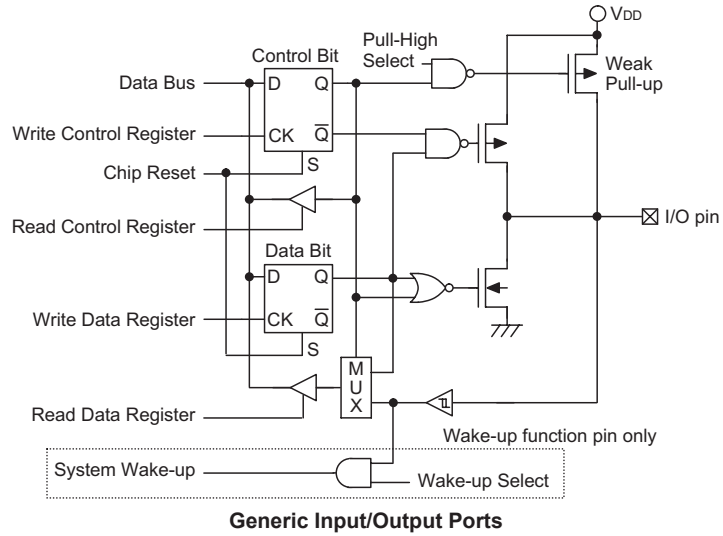 VDD
Control Bit
Pull-High
Select
Weak
Pull-up
Data Bus
D
Q
Write Control Register
CK
Q
S
Chip Reset
I/O pin
Read Control Register
Data Bit
D
Q
Write Data Register
CK
Q
S
M
U
X
Read Data Register
Wake-up function pin only
System Wake-up
Wake-up Select
Generic Input/Output Ports